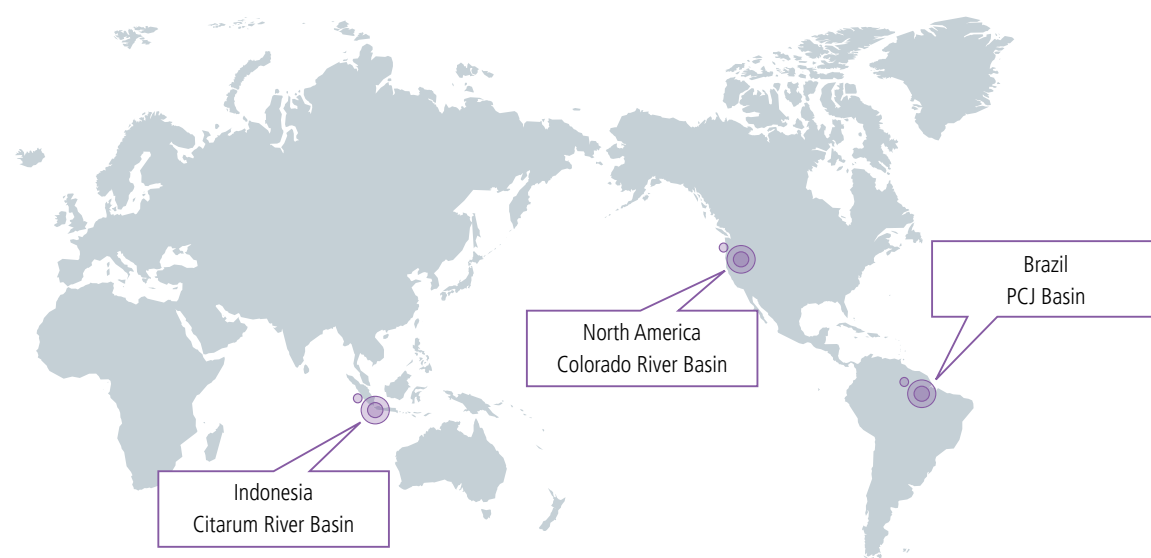 Brazil
PCJ Basin
North America
Colorado River Basin
Indonesia
Citarum River Basin